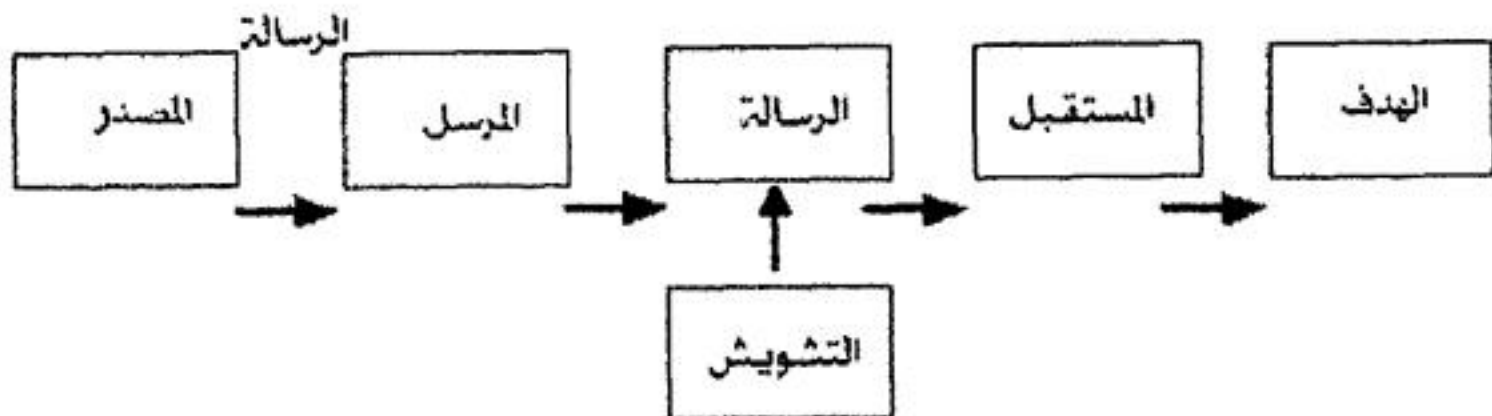 الرسالة
المصدر
المرسل
الرسالة
المستقبل
الهدف
التشويش